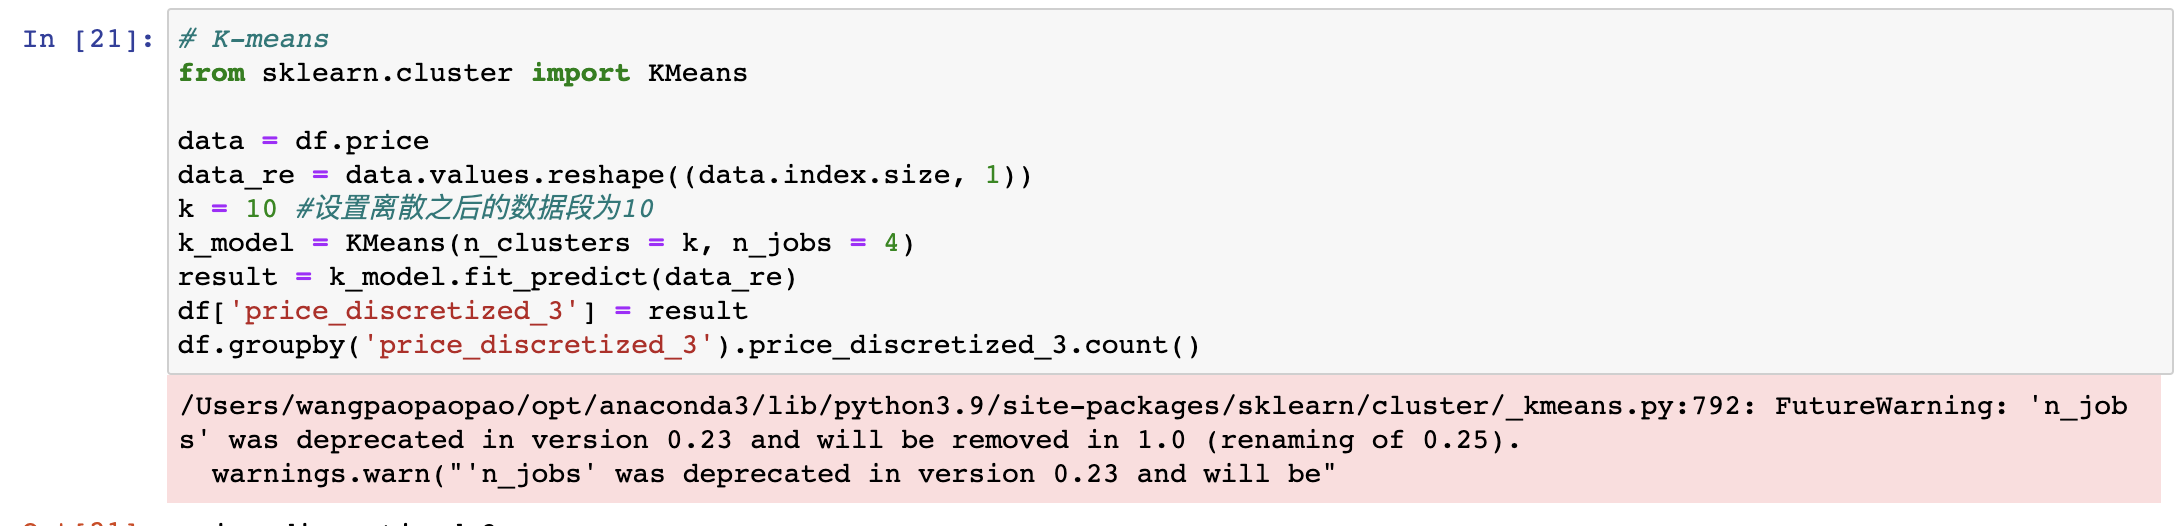 In [21]:
# K-means
from sklearn.cluster import KMeans
data = df.price
data_re = data.values.reshape((data.index.size, 1))
k = 10 #设置离散之后的数据段为10
k_model = KMeans(n_clusters = k, n_jobs = 4)
result = k_model.fit_predict(data_re)
df['price_discretized_3'] = result
df.groupby('price_discretized_3').price_discretized_3.count()
/Users/wangpaopaopao/opt/anaconda3/lib/python3.9/site-packages/sklearn/cluster/_kmeans.py:792: FutureWarning: 'n_job
s' was deprecated in version 0.23 and will be removed in 1.0 (renaming of 0.25).
  warnings.warn("'n_jobs' was deprecated in version 0.23 and will be"